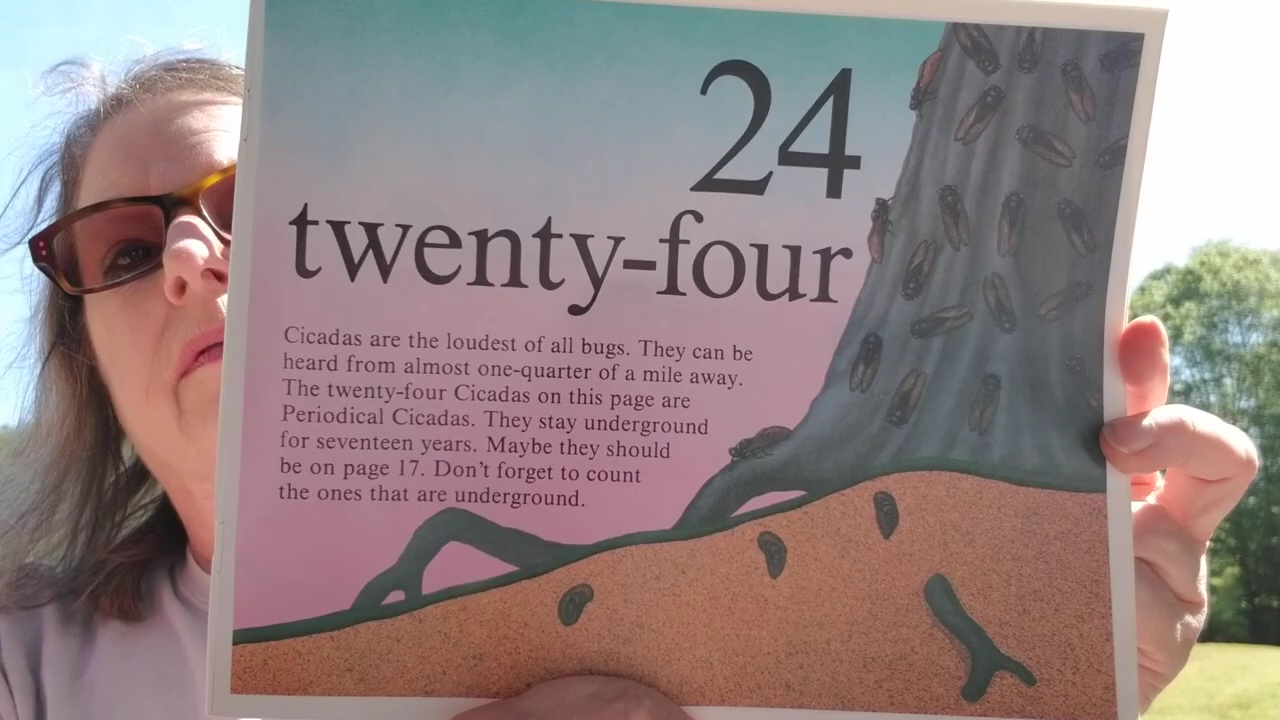 24
twenty-four
Cicadas are the loudest of all bugs. They can be
heard from almost one-quarter of a mile away.
The twenty-four Cicadas on this page are
Periodical Cicadas. They stay underground
for seventeen years. Maybe they should
be on page 17. Don't forget to count
the ones that are underground.